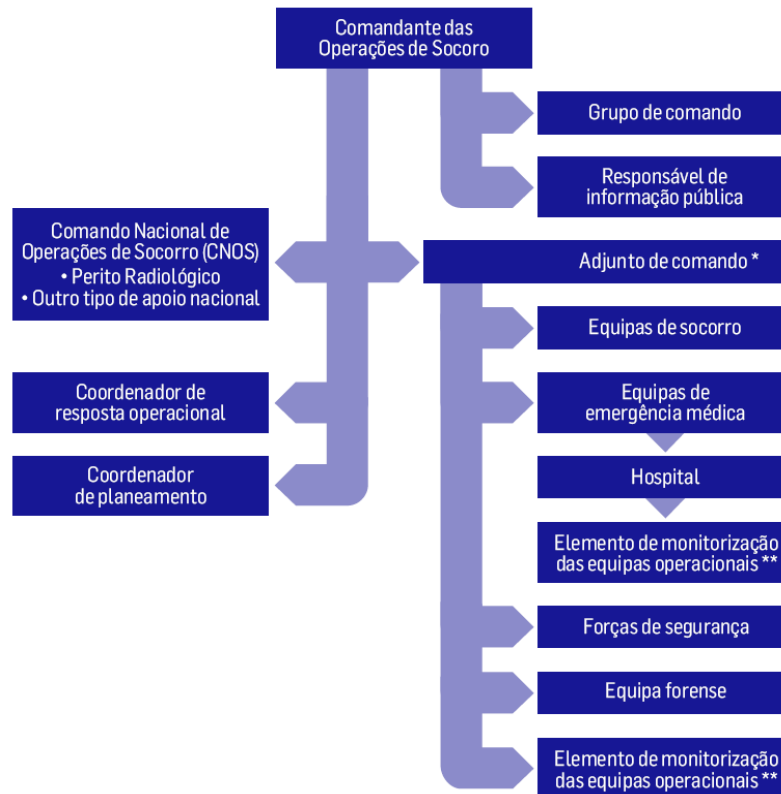 Comandante das
Operações de Socoro
Grupo de comando
Responsável de
informação pública
Comando Nacional de
Operações de Socorro (CNOS)
• Perito Radiológico
• Outro tipo de apoio nacional
Adjunto de comando *
Equipas de socorro
Coordenador de
resposta operacional
Equipas de
emergência médica
Coordenador
de planeamento
Hospital
Elemento de monitorização
das equipas operacionais **
Forças de segurança
Equipa forense
Elemento de monitorização
das equipas operacionais **